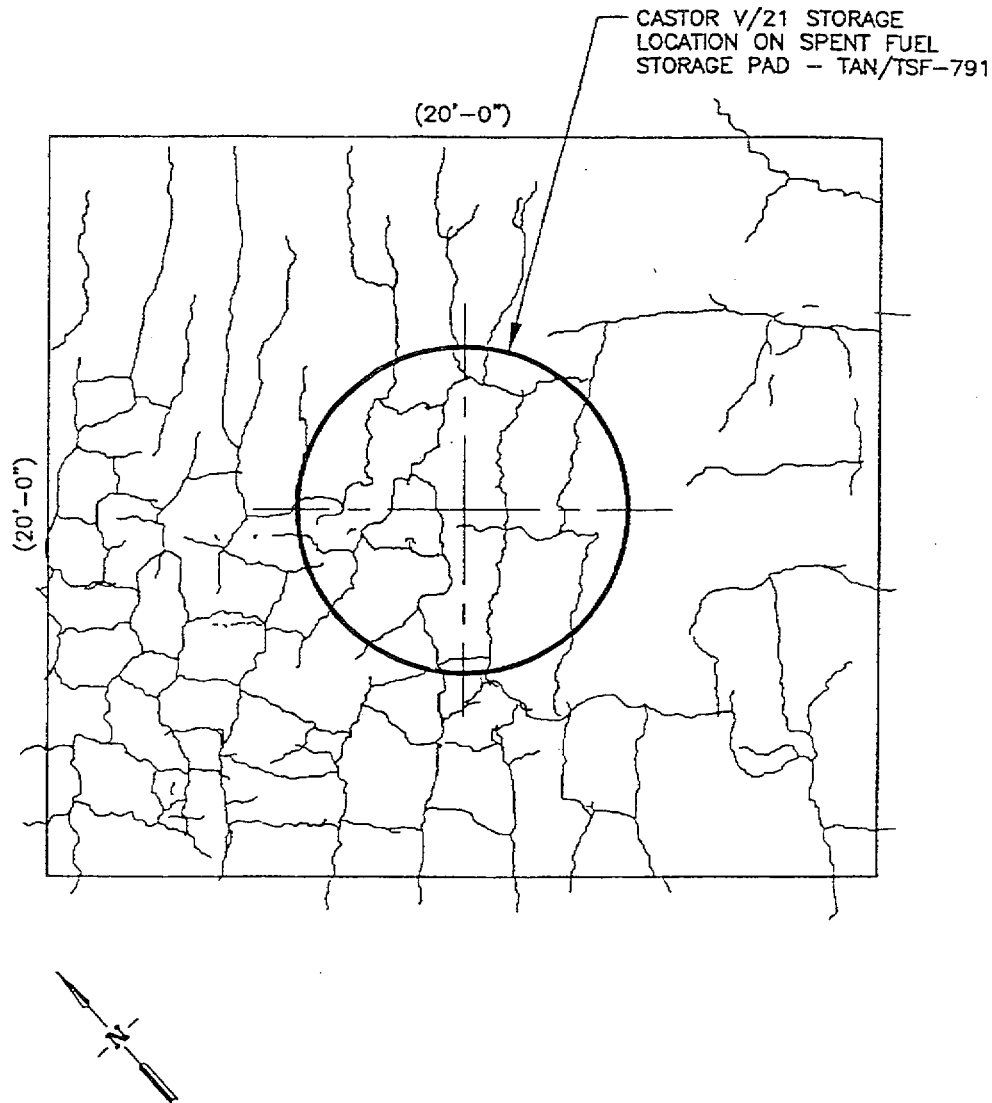 CASTOR V/21 STORAGE
LOCATION ON SPENT FUEL
STORAGE PAD - TAN/TSF-791
(20'-0")
(20'-0")
N